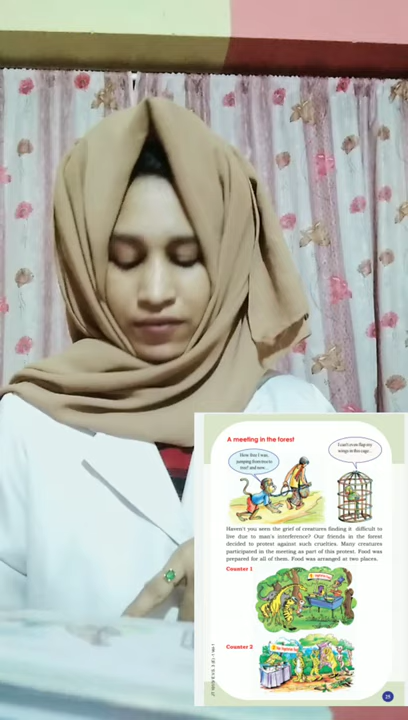 A meeting in the forest
How free I was,
jumping from tree to
tree! and now...
I can't even flap my
wings in this cage..
Haven't you seen the grief of creatures finding it difficult to
live due to man's interference? Our friends in the forest
decided to protest against such cruelties. Many creatures
participated in the meeting as part of this protest. Food was
prepared for all of them. Food was arranged at two places.
Counter 1
Counter 2
29